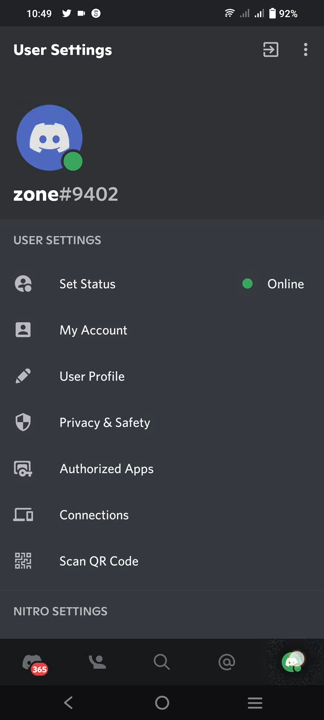 10:49
92%
User Settings
zone#9402
USER SETTINGS
Set Status
Online
My Account
User Profile
Privacy & Safety
Authorized Apps
Connections
Scan QR Code
NITRO SETTINGS
365